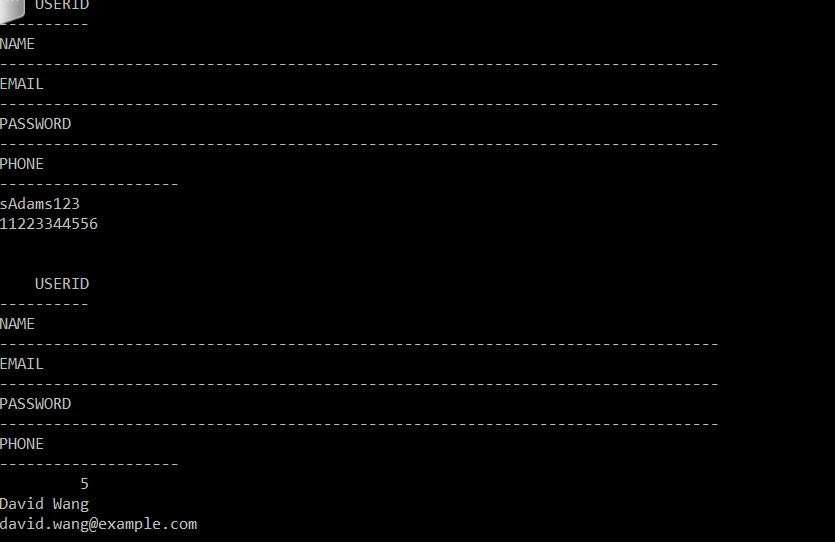 USERID
----------
NAME
--------------------------------------------------------------------------------
EMAIL
--------------------------------------------------------------------------------
PASSWORD
--------------------------------------------------------------------------------
PHONE
--------------------
sAdams123
11223344556
USERID
----------
NAME
--------------------------------------------------------------------------------
EMAIL
--------------------------------------------------------------------------------
PASSWORD
--------------------------------------------------------------------------------
PHONE
--------------------
5
David Wang
david.wang@example.com